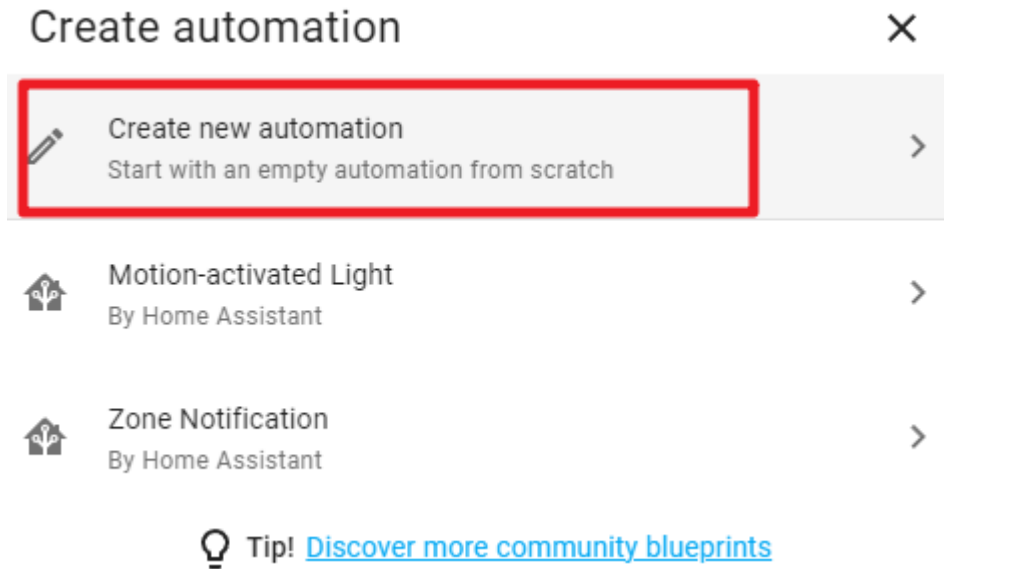 Create automation
Create new automation
Start with an empty automation from scratch
Motion-activated Light
By Home Assistant
Zone Notification
By Home Assistant
Tip! Discover more community blueprints